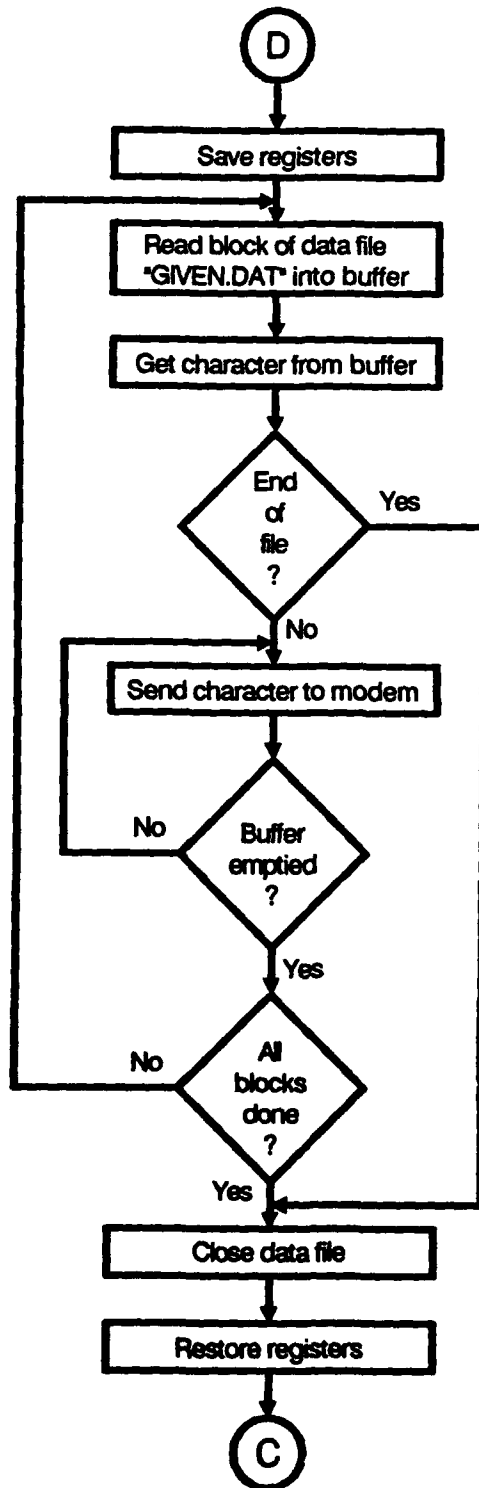 D
Save registers
Read block of data file
"GIVEN.DAT" into buffer
Get character from buffer
End
of
file
?
Yes
No
Send character to modem
No
Buffer
emptied
?
Yes
No
All
blocks
done
?
Yes
Close data file
Restore registers
C